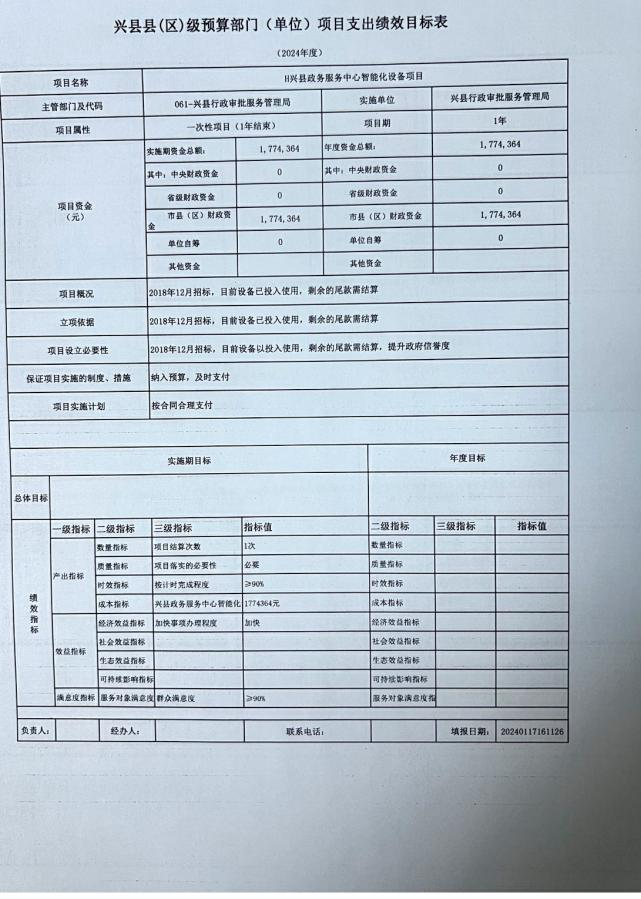 兴县县(区)级预算部门（单位）项目支出绩效目标表
（2024年度）
项目名称 H兴县政务服务中心智能化设备项目
主管部门及代码 061-兴县行政审批服务管理局 实施单位 兴县行政审批服务管理局
项目属性 一次性项目（1年结束） 项目期 1年
项目资金
（元）
实施期资金总额： 1,774,364 年度资金总额： 1,774,364
其中：中央财政资金 0 其中：中央财政资金 0
省级财政资金 0 省级财政资金 0
市县（区）财政资金 1,774,364 市县（区）财政资金 1,774,364
单位自筹 0 单位自筹 0
其他资金 其他资金
项目概况 2018年12月招标，目前设备已投入使用，剩余的尾款需结算
立项依据 2018年12月招标，目前设备已投入使用，剩余的尾款需结算
项目设立必要性 2018年12月招标，目前设备以投入使用，剩余的尾款需结算，提升政府信誉度
保证项目实施的制度、措施 纳入预算，及时支付
项目实施计划 按合同合理支付
实施期目标 年度目标
总体目标
绩效指标
一级指标 二级指标 三级指标 指标值 二级指标 三级指标 指标值
产出指标
数量指标 项目结算次数 1次 数量指标
质量指标 项目落实的必要性 必要 质量指标
时效指标 按计时完成程度 ≥90% 时效指标
成本指标 兴县政务服务中心智能化 1774364元 成本指标
效益指标
经济效益指标 加快事项办理程度 加快 经济效益指标
社会效益指标 社会效益指标
生态效益指标 生态效益指标
可持续影响指标 可持续影响指标
满意度指标 服务对象满意度 群众满意度 ≥90% 服务对象满意度指
负责人： 经办人： 联系电话： 填报日期： 20240117161126